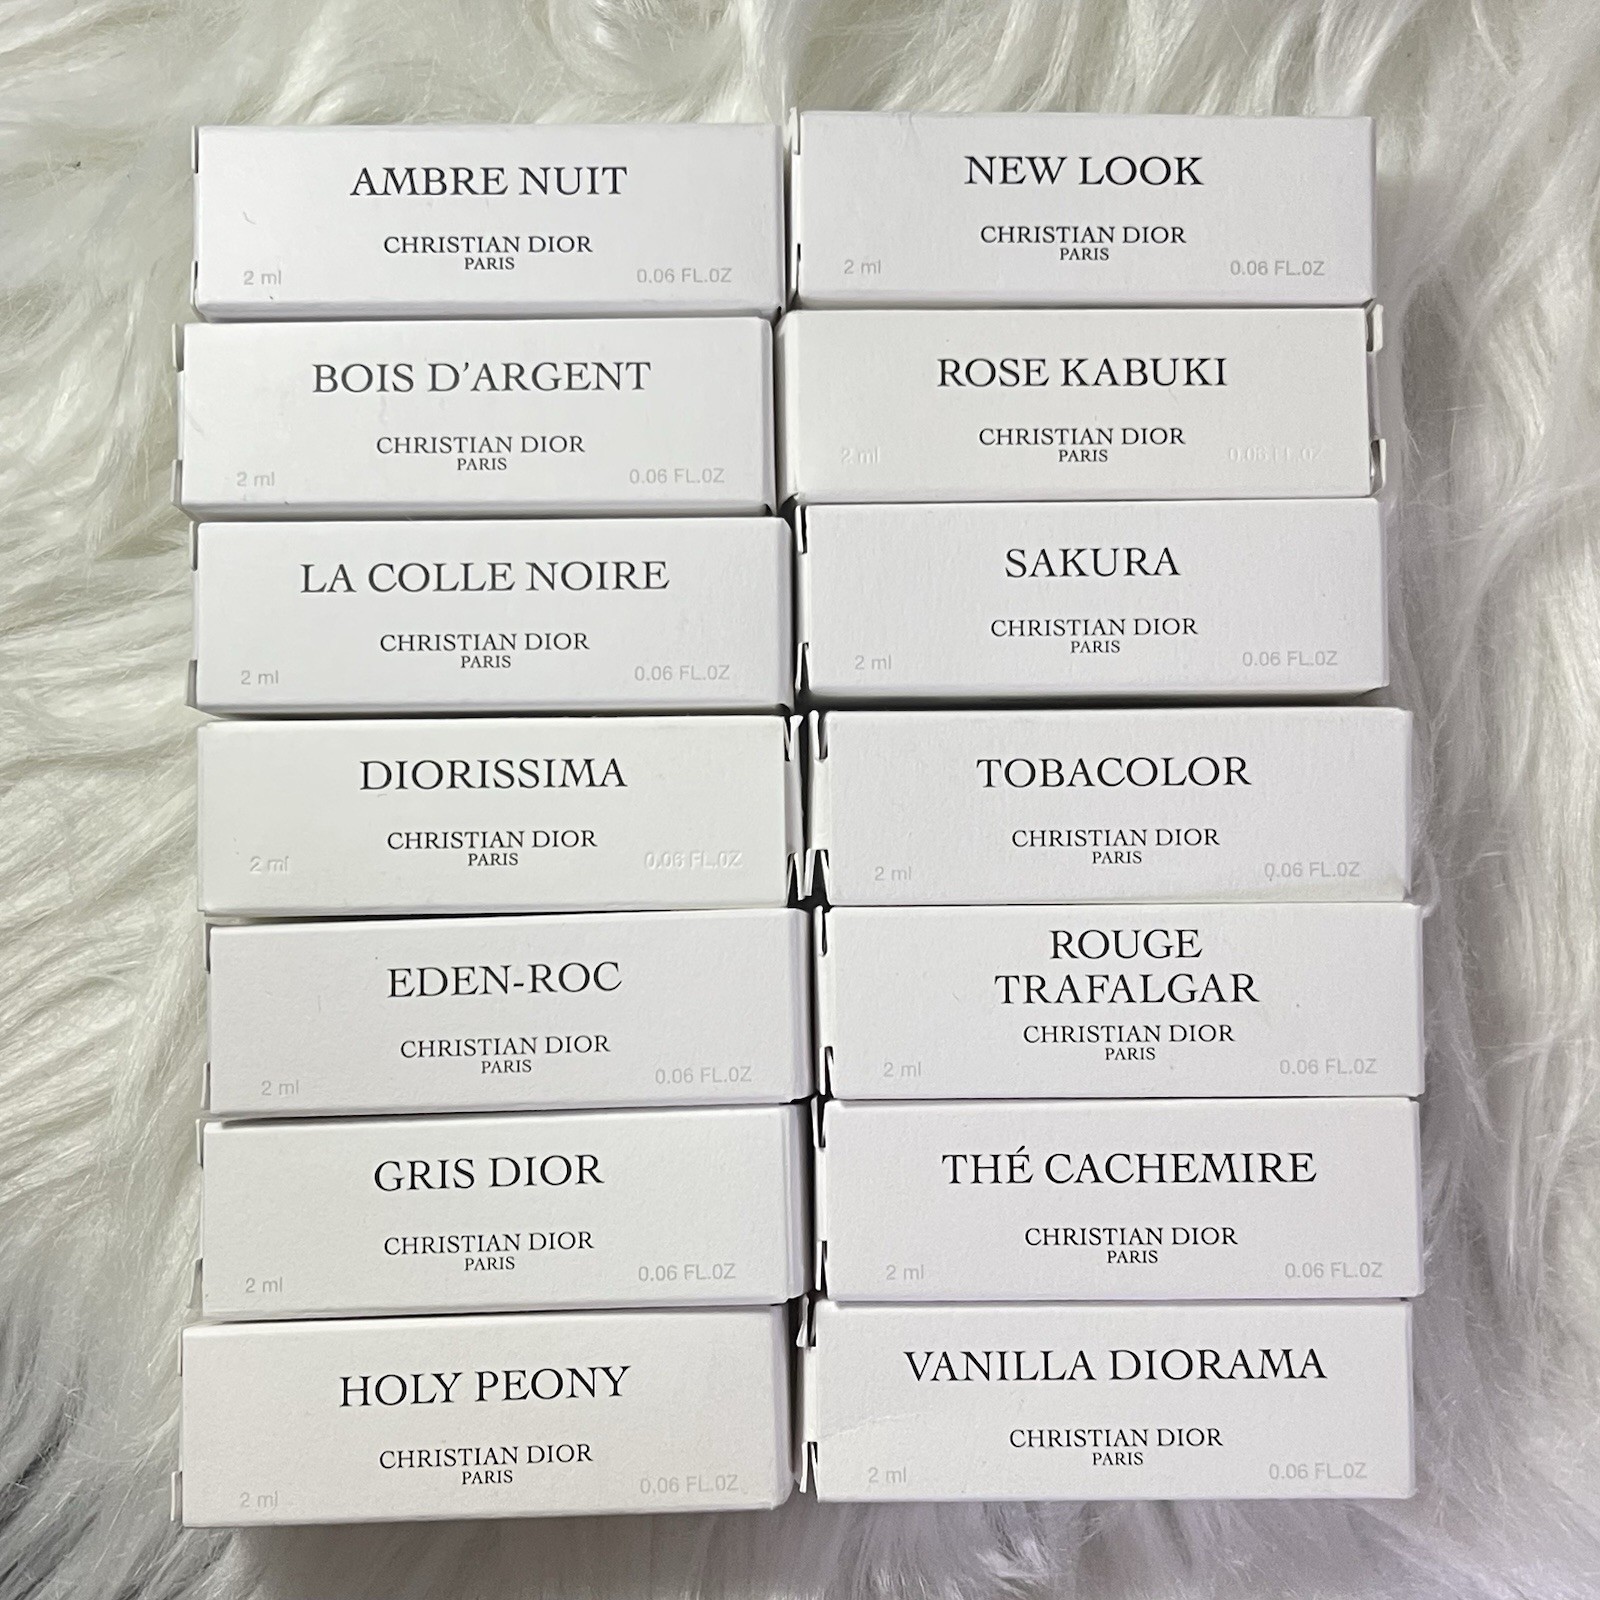 AMBRE NUIT
CHRISTIAN DIOR
PARIS
2 ml 0.06 FL.OZ
BOIS D'ARGENT
CHRISTIAN DIOR
PARIS
2 ml 0.06 FL.OZ
LA COLLE NOIRE
CHRISTIAN DIOR
PARIS
2 ml 0.06 FL.OZ
DIORISSIMA
CHRISTIAN DIOR
PARIS
2 ml 0.06 FL.OZ
EDEN-ROC
CHRISTIAN DIOR
PARIS
2 ml 0.06 FL.OZ
GRIS DIOR
CHRISTIAN DIOR
PARIS
2 ml 0.06 FL.OZ
HOLY PEONY
CHRISTIAN DIOR
PARIS
2 ml 0.06 FL.OZ
NEW LOOK
CHRISTIAN DIOR
PARIS
2 ml 0.06 FL.OZ
ROSE KABUKI
CHRISTIAN DIOR
PARIS
2 ml 0.06 FL.OZ
SAKURA
CHRISTIAN DIOR
PARIS
2 ml 0.06 FL.OZ
TOBACOLOR
CHRISTIAN DIOR
PARIS
2 ml 0.06 FL.OZ
ROUGE
TRAFALGAR
CHRISTIAN DIOR
PARIS
2 ml 0.06 FL.OZ
THÉ CACHEMIRE
CHRISTIAN DIOR
PARIS
2 ml 0.06 FL.OZ
VANILLA DIORAMA
CHRISTIAN DIOR
PARIS
2 ml 0.06 FL.OZ